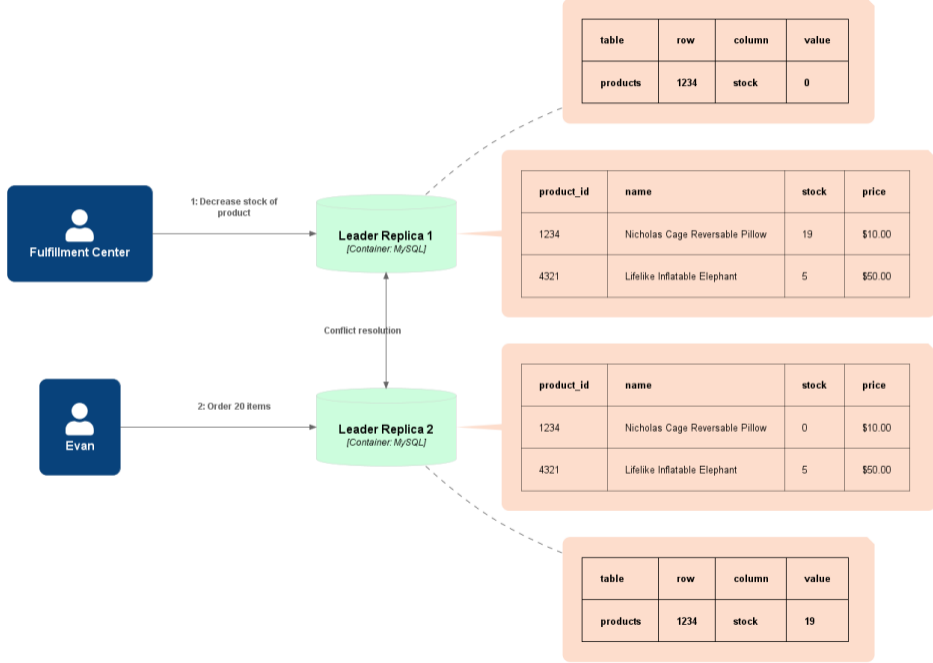 table row column value
products 1234 stock 0
1: Decrease stock of
product
Fulfillment Center
Leader Replica 1
[Container: MySQL]
product_id name stock price
1234 Nicholas Cage Reversable Pillow 19 $10.00
4321 Lifelike Inflatable Elephant 5 $50.00
Conflict resolution
2: Order 20 items
Evan
Leader Replica 2
[Container: MySQL]
product_id name stock price
1234 Nicholas Cage Reversable Pillow 0 $10.00
4321 Lifelike Inflatable Elephant 5 $50.00
table row column value
products 1234 stock 19